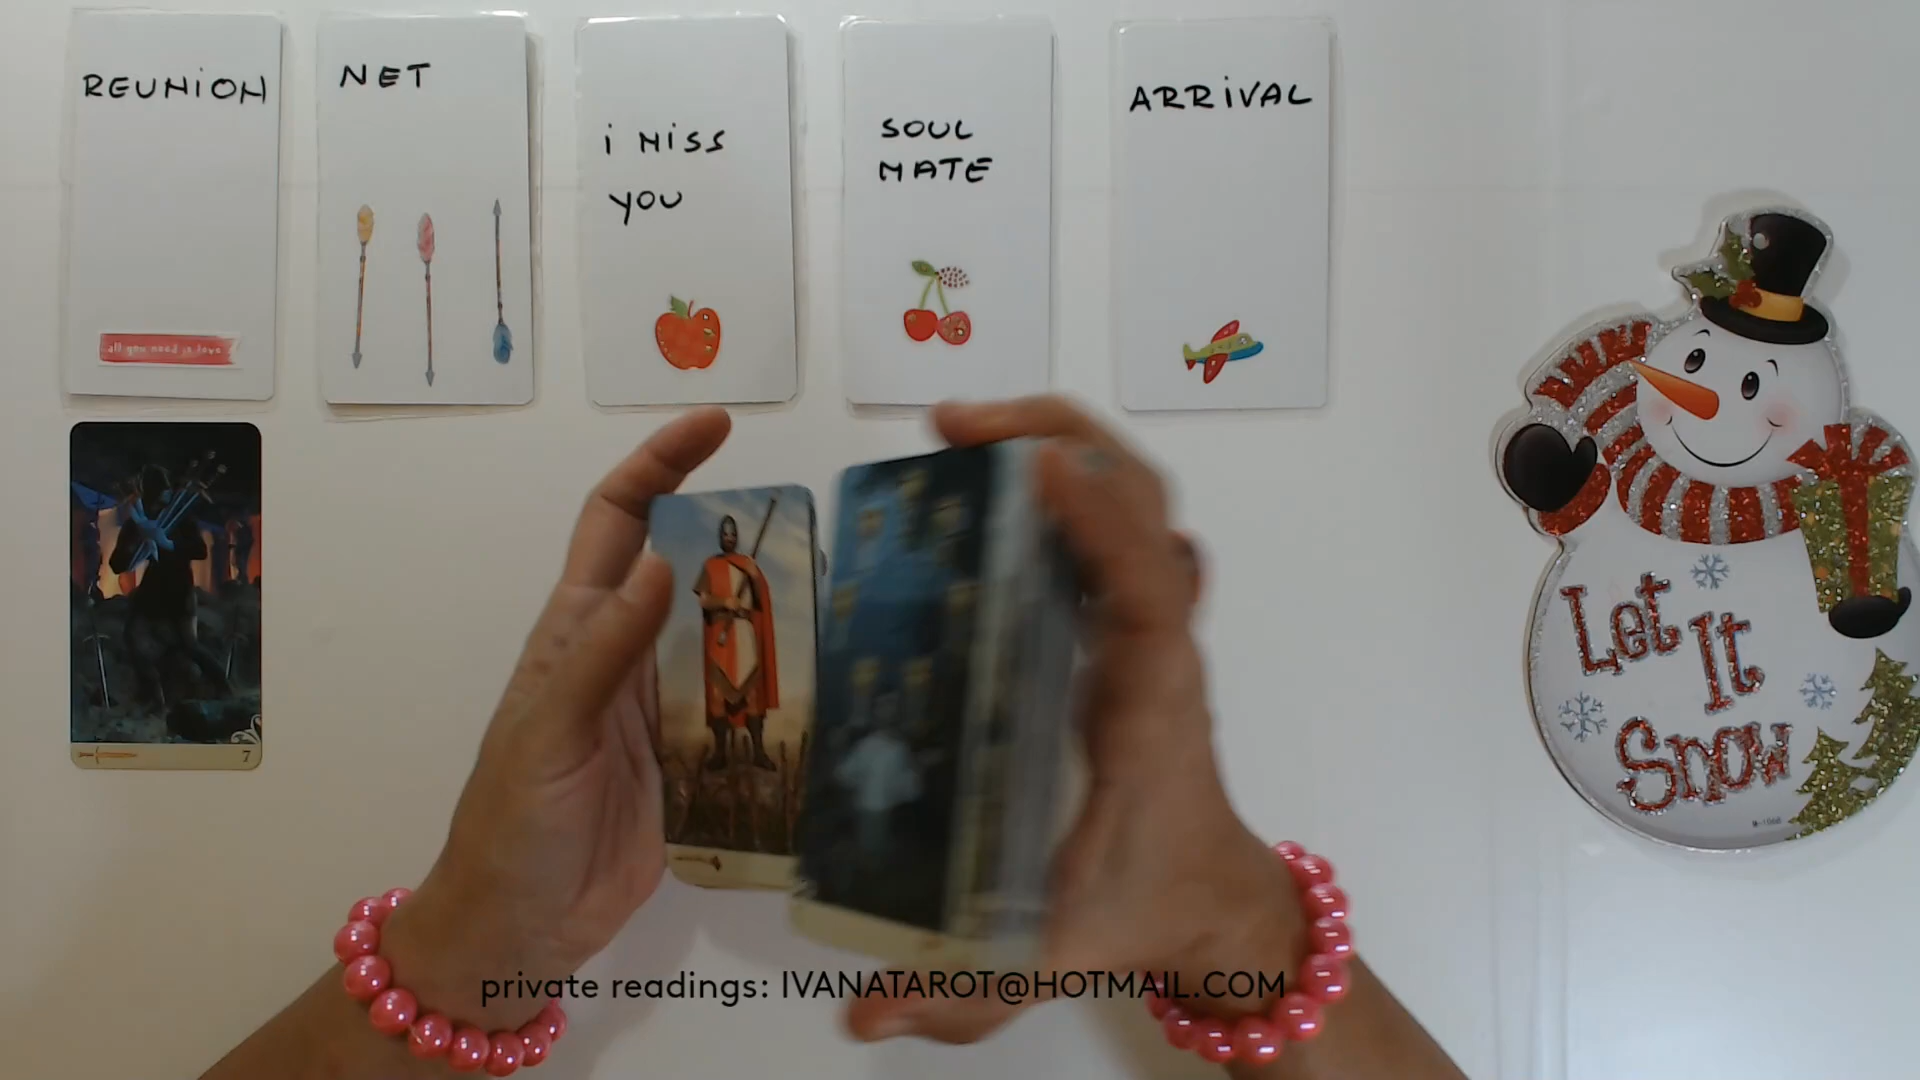 REUNION
NET
i MISS
YOU
SOUL
MATE
ARRIVAL
all you need is love
7
Let
It
Snow
private readings: IVANATAROT@HOTMAIL.COM